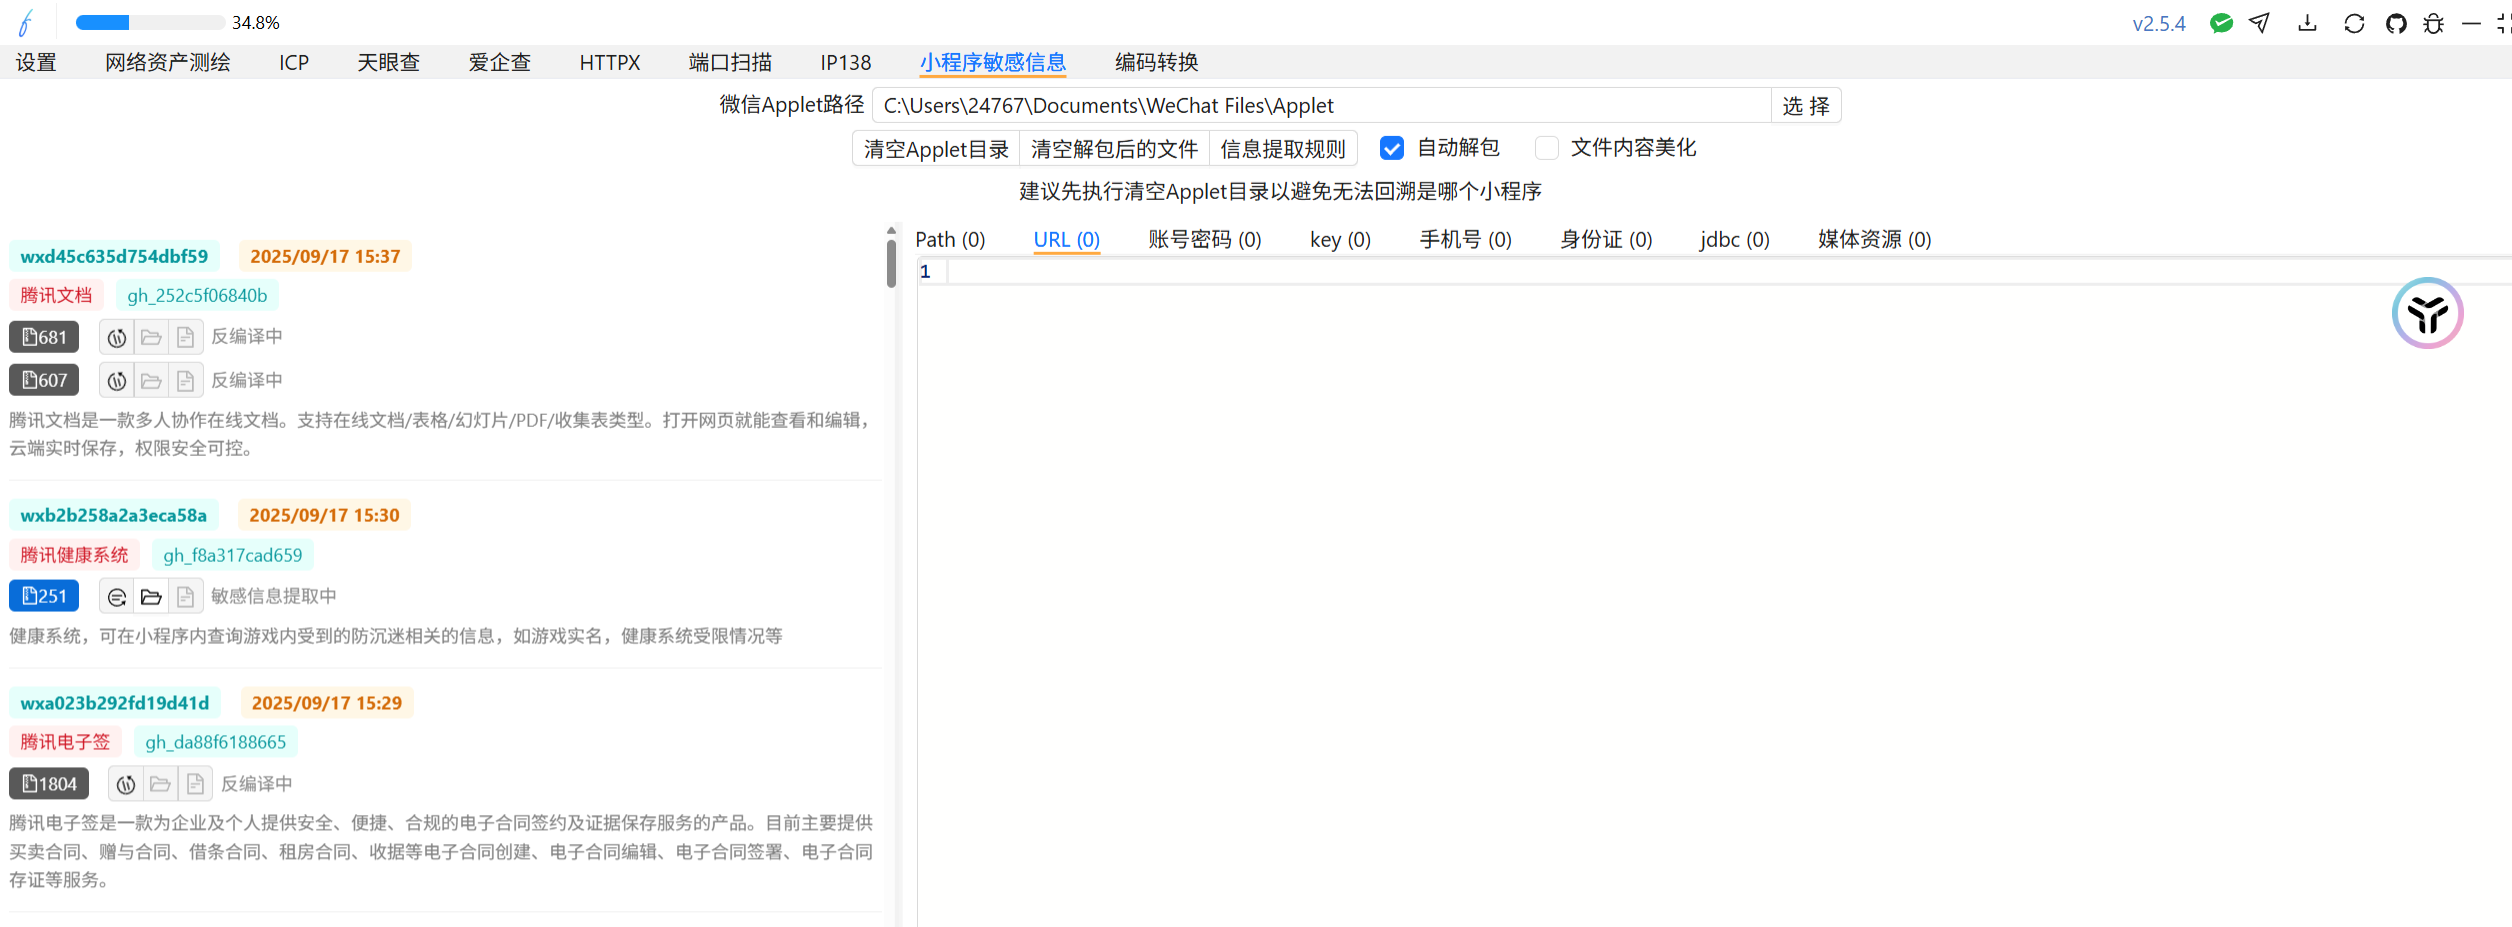 34.8%
v2.5.4
设置 网络资产测绘 ICP 天眼查 爱企查 HTTPX 端口扫描 IP138 小程序敏感信息 编码转换
微信Applet路径 C:\Users\24767\Documents\WeChat Files\Applet 选 择
清空Applet目录 清空解包后的文件 信息提取规则 自动解包 文件内容美化
建议先执行清空Applet目录以避免无法回溯是哪个小程序
wxd45c635d754dbf59 2025/09/17 15:37
腾讯文档 gh_252c5f06840b
681 反编译中
607 反编译中
腾讯文档是一款多人协作在线文档。支持在线文档/表格/幻灯片/PDF/收集表类型。打开网页就能查看和编辑，
云端实时保存，权限安全可控。
wxb2b258a2a3eca58a 2025/09/17 15:30
腾讯健康系统 gh_f8a317cad659
251 敏感信息提取中
健康系统，可在小程序内查询游戏内受到的防沉迷相关的信息，如游戏实名，健康系统受限情况等
wxa023b292fd19d41d 2025/09/17 15:29
腾讯电子签 gh_da88f6188665
1804 反编译中
腾讯电子签是一款为企业及个人提供安全、便捷、合规的电子合同签约及证据保存服务的产品。目前主要提供
买卖合同、赠与合同、借条合同、租房合同、收据等电子合同创建、电子合同编辑、电子合同签署、电子合同
存证等服务。
Path (0) URL (0) 账号密码 (0) key (0) 手机号 (0) 身份证 (0) jdbc (0) 媒体资源 (0)
1